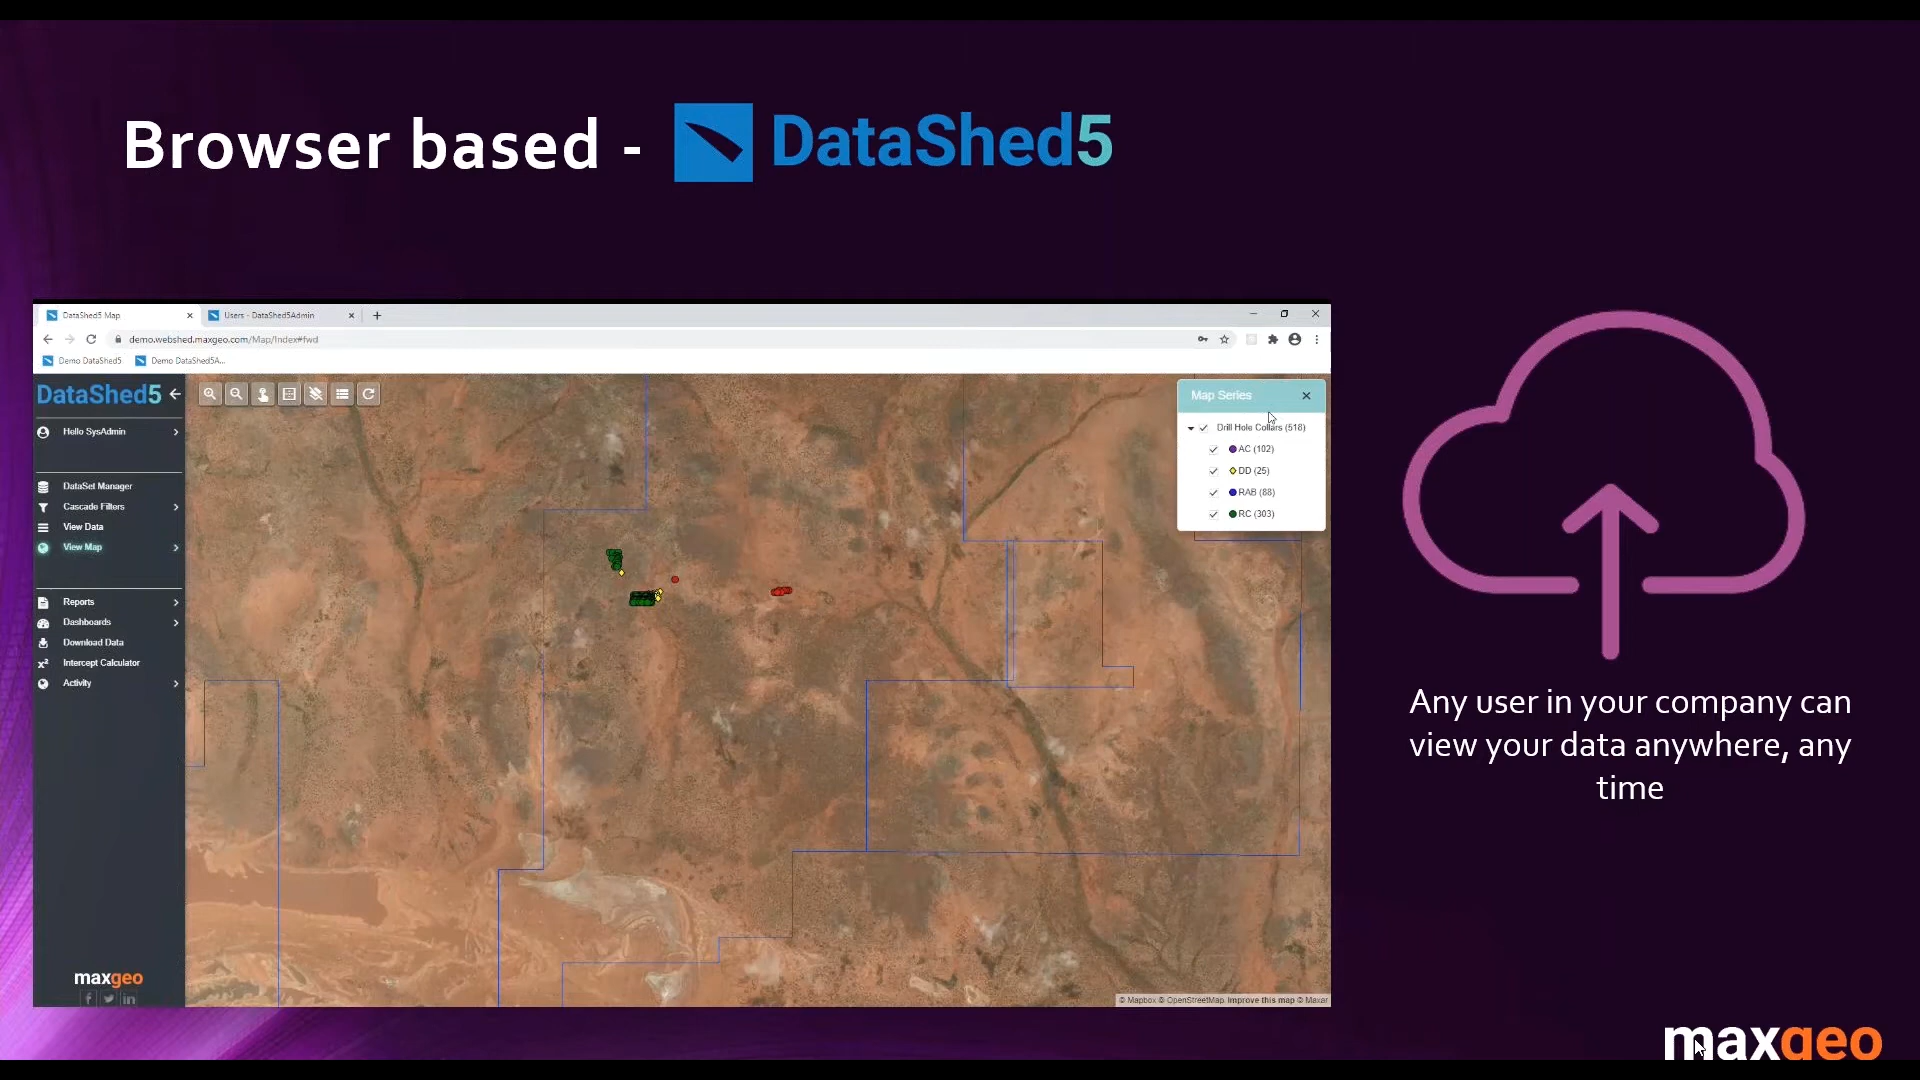 Browser based - DataShed5
DataShed5 Map
Users - DataShed5Admin
demo.webshed.maxgeo.com/Map/Index#fwd
Demo DataShed5
Demo DataShed5A...
DataShed5
Hello SysAdmin
DataSet Manager
Cascade Filters
View Data
View Map
Reports
Dashboards
Download Data
x² Intercept Calculator
Activity
maxgeo
Map Series
Drill Hole Collars (518)
AC (102)
DD (25)
RAB (88)
RC (303)
© Mapbox © OpenStreetMap Improve this map © Maxar
Any user in your company can
view your data anywhere, any
time
maxgeo